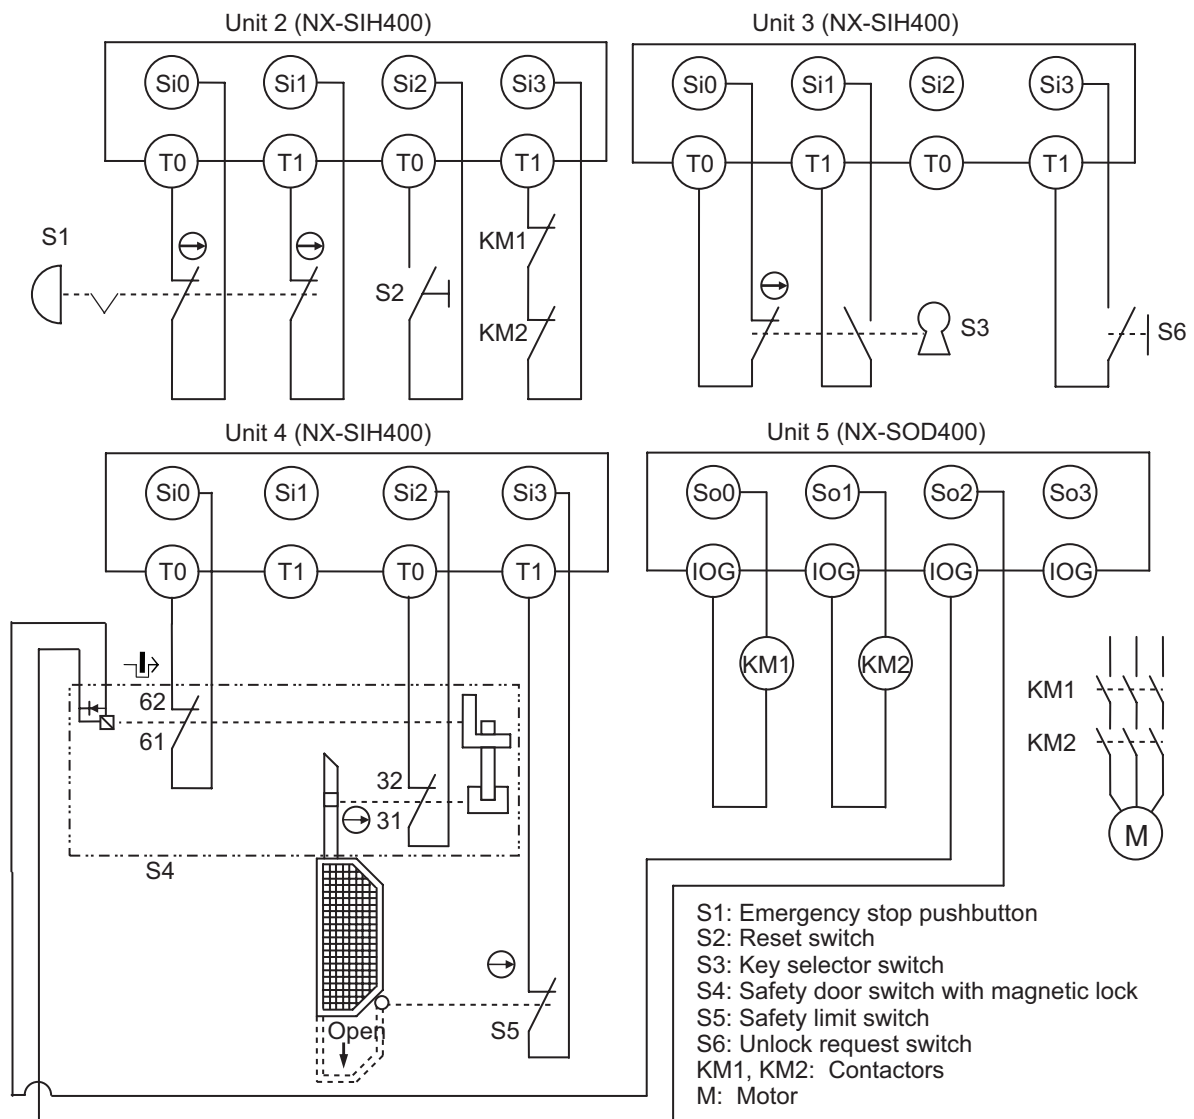 Unit 2 (NX-SIH400)
Si0 Si1 Si2 Si3
T0 T1 T0 T1
S1
S2
KM1
KM2
Unit 3 (NX-SIH400)
Si0 Si1 Si2 Si3
T0 T1 T0 T1
S3
S6
Unit 4 (NX-SIH400)
Si0 Si1 Si2 Si3
T0 T1 T0 T1
62
61
32
31
S4
S5
Open
Unit 5 (NX-SOD400)
So0 So1 So2 So3
IOG IOG IOG IOG
KM1 KM2
KM1
KM2
M
S1: Emergency stop pushbutton
S2: Reset switch
S3: Key selector switch
S4: Safety door switch with magnetic lock
S5: Safety limit switch
S6: Unlock request switch
KM1, KM2: Contactors
M: Motor